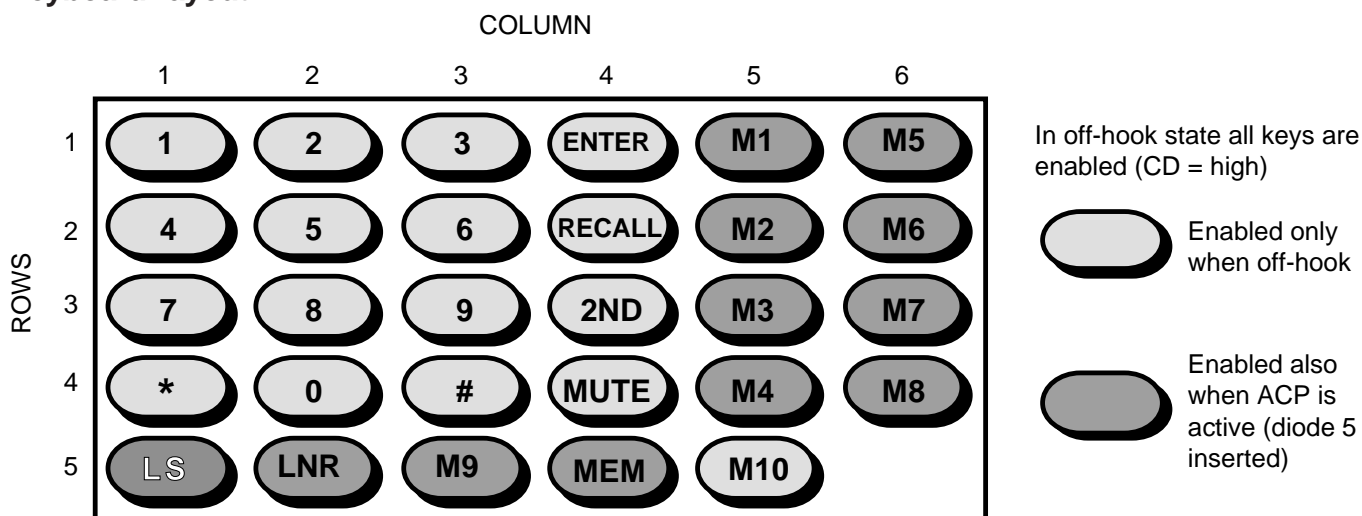 COLUMN
1 2 3 4 5 6
1 1 2 3 ENTER M1 M5
In off-hook state all keys are
enabled (CD = high)
2 4 5 6 RECALL M2 M6
Enabled only
when off-hook
ROWS
3 7 8 9 2ND M3 M7
4 * 0 # MUTE M4 M8
Enabled also
when ACP is
active (diode 5
inserted)
5 LS LNR M9 MEM M10